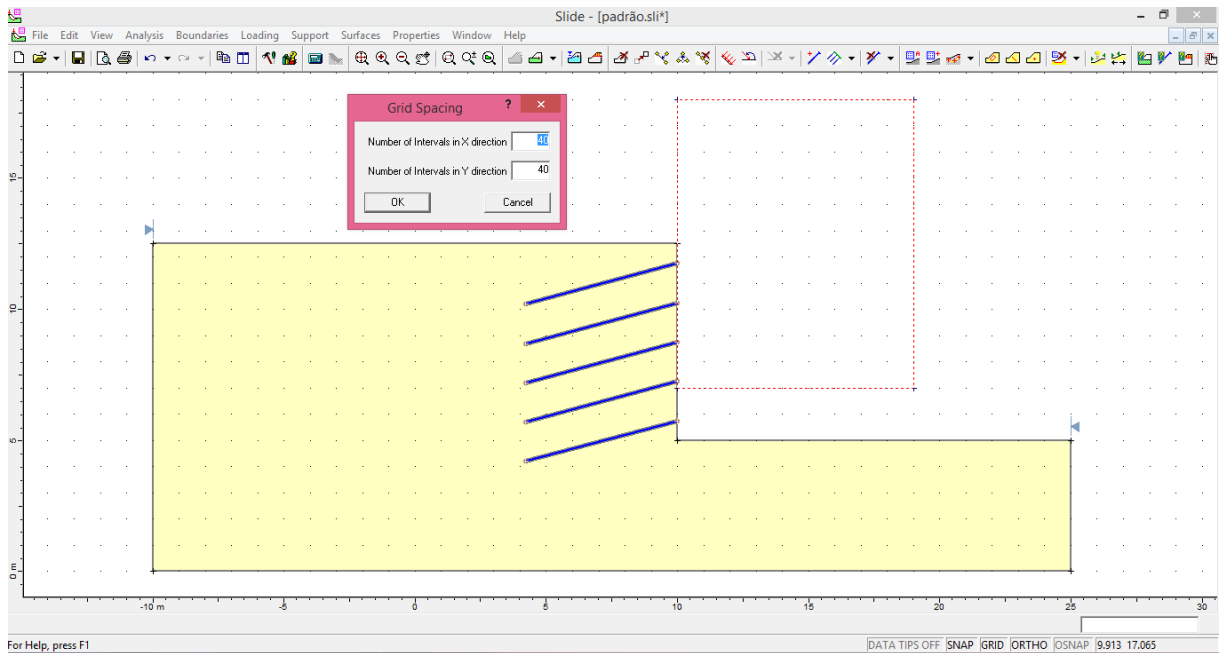 Slide - [padrão.sli*]
File Edit View Analysis Boundaries Loading Support Surfaces Properties Window Help
Grid Spacing ?
Number of Intervals in X direction 40
Number of Intervals in Y direction 40
OK Cancel
15
10
5
0 m
-10 m -5 0 5 10 15 20 25 30
For Help, press F1 DATA TIPS OFF SNAP GRID ORTHO OSNAP 9.913 17.065